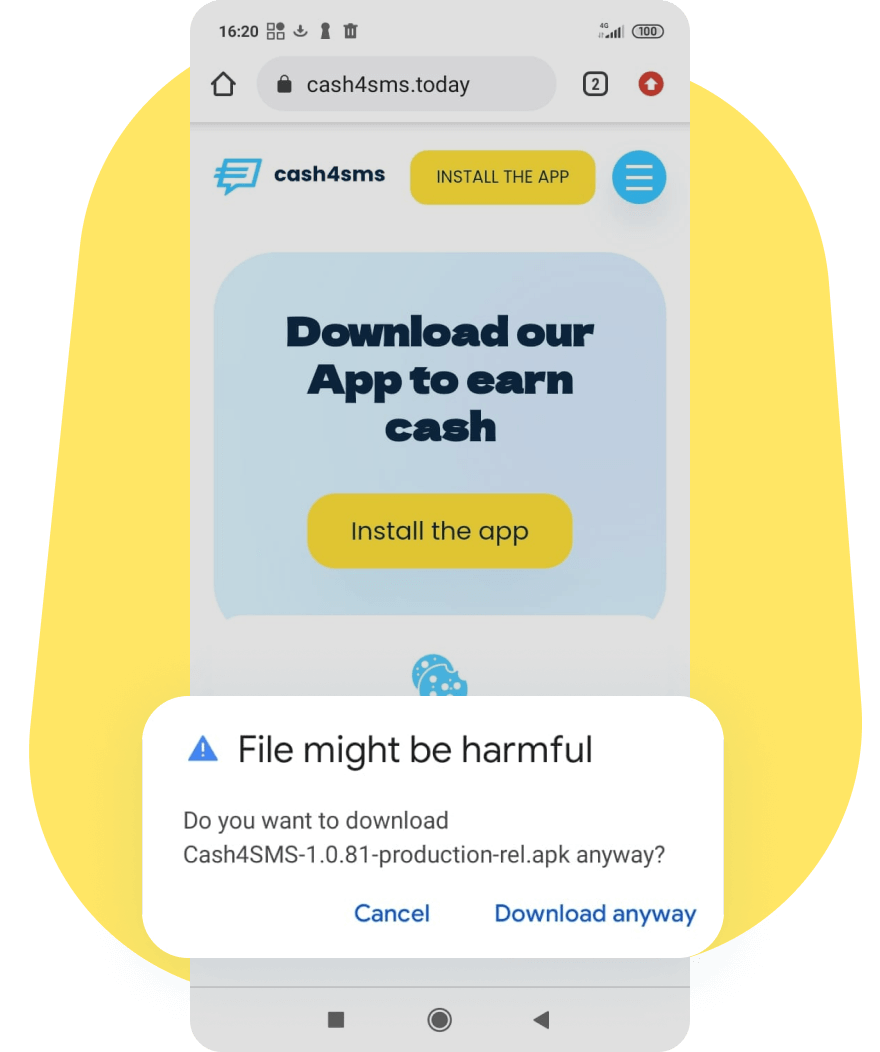 16:20
4G
100
cash4sms.today
2
cash4sms
INSTALL THE APP
Download our
App to earn
cash
Install the app
File might be harmful
Do you want to download
Cash4SMS-1.0.81-production-rel.apk anyway?
Cancel
Download anyway